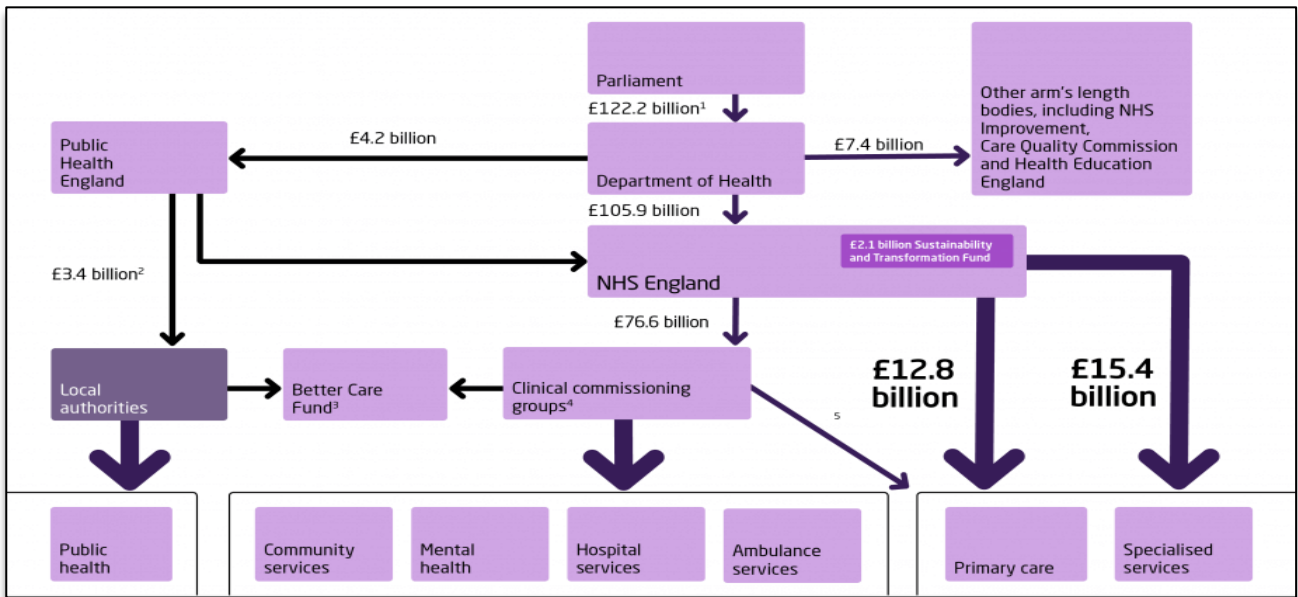 Parliament
£122.2 billion¹
Other arm's length
bodies, including NHS
Improvement,
Care Quality Commission
and Health Education
England
Public
Health
England
£4.2 billion
Department of Health
£7.4 billion
£105.9 billion
£2.1 billion Sustainability
and Transformation Fund
NHS England
£3.4 billion²
£76.6 billion
Local
authorities
Better Care
Fund³
Clinical commissioning
groups⁴
5
£12.8
billion
£15.4
billion
Public
health
Community
services
Mental
health
Hospital
services
Ambulance
services
Primary care
Specialised
services